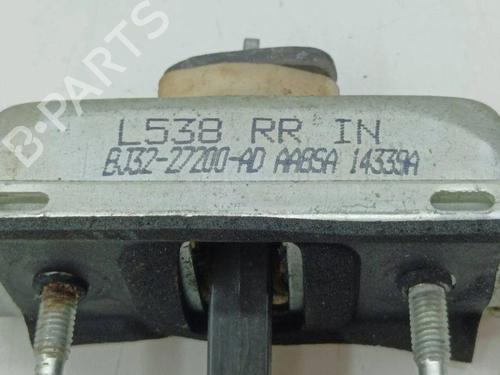 L538 RR IN
BJ32-27200-AD AABSA 14339A
B-PARTS